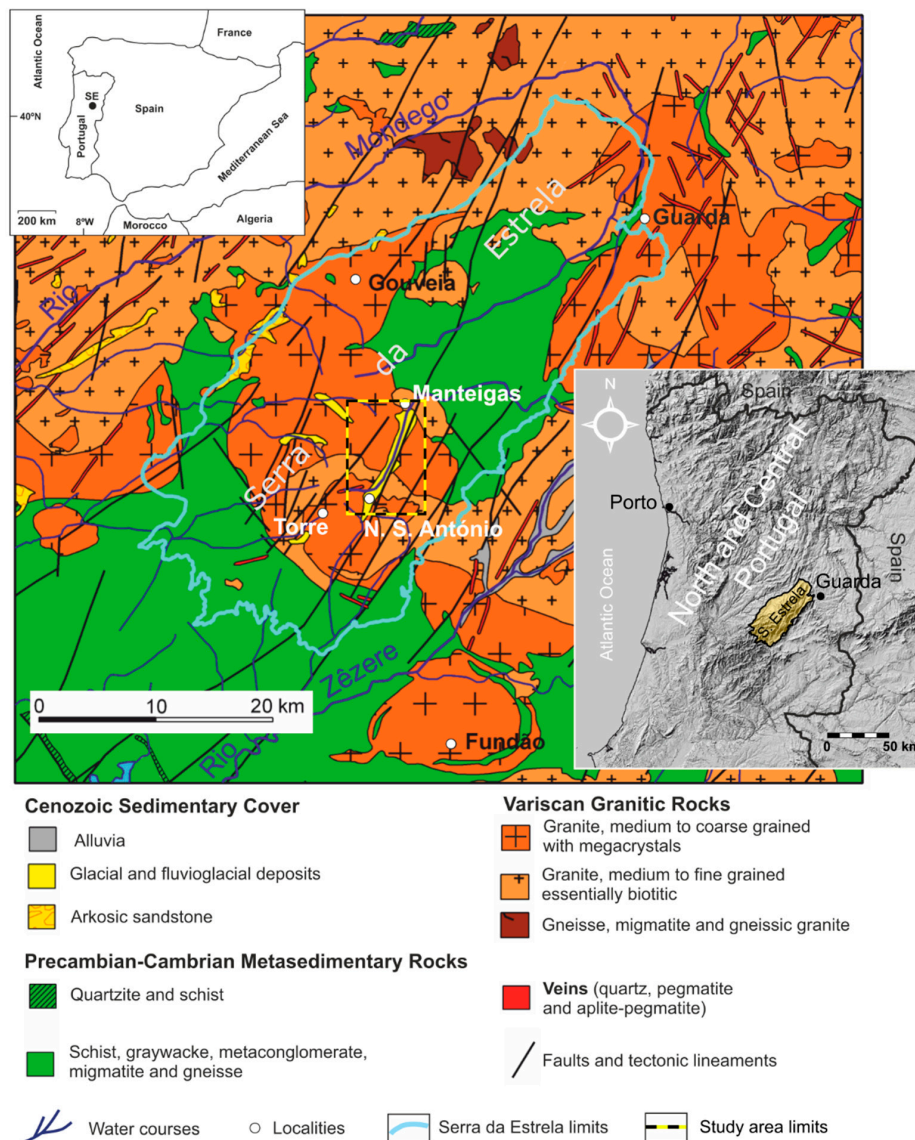 Atlantic Ocean
France
40°N
SE
Portugal
Spain
Mediterranean Sea
200 km
8°W
Morocco
Algeria
Rio
Mondego
Serra
da
Estrela
Guarda
Gouveia
Manteigas
Torre
N. S. António
Rio
Zêzere
Fundão
0 10 20 km
N
Spain
Porto
North and Central
Portugal
Atlantic Ocean
Guarda
S. Estrela
Spain
0 50 km
Cenozoic Sedimentary Cover
Alluvia
Glacial and fluvioglacial deposits
Arkosic sandstone
Precambian-Cambrian Metasedimentary Rocks
Quartzite and schist
Schist, graywacke, metaconglomerate,
migmatite and gneisse
Variscan Granitic Rocks
Granite, medium to coarse grained
with megacrystals
Granite, medium to fine grained
essentially biotitic
Gneisse, migmatite and gneissic granite
Veins (quartz, pegmatite
and aplite-pegmatite)
Faults and tectonic lineaments
Water courses
Localities
Serra da Estrela limits
Study area limits